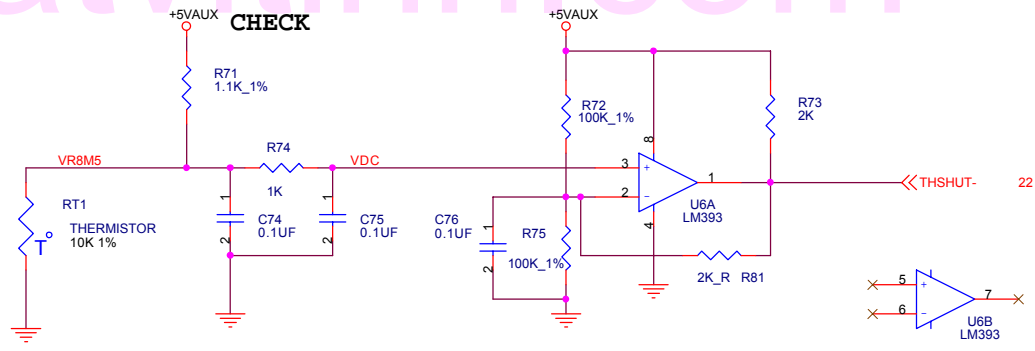 atvitinh.com
+5VAUX
CHECK
+5VAUX
R71
1.1K_1%
R72
100K_1%
R73
2K
8
VR8M5
R74
VDC
3
+
1
THSHUT-
22
1K
2
-
U6A
LM393
RT1
THERMISTOR
10K 1%
T°
1
C74
0.1UF
2
1
C75
0.1UF
2
C76
0.1UF
1
2
R75
100K_1%
4
2K_R
R81
5
+
6
-
7
U6B
LM393